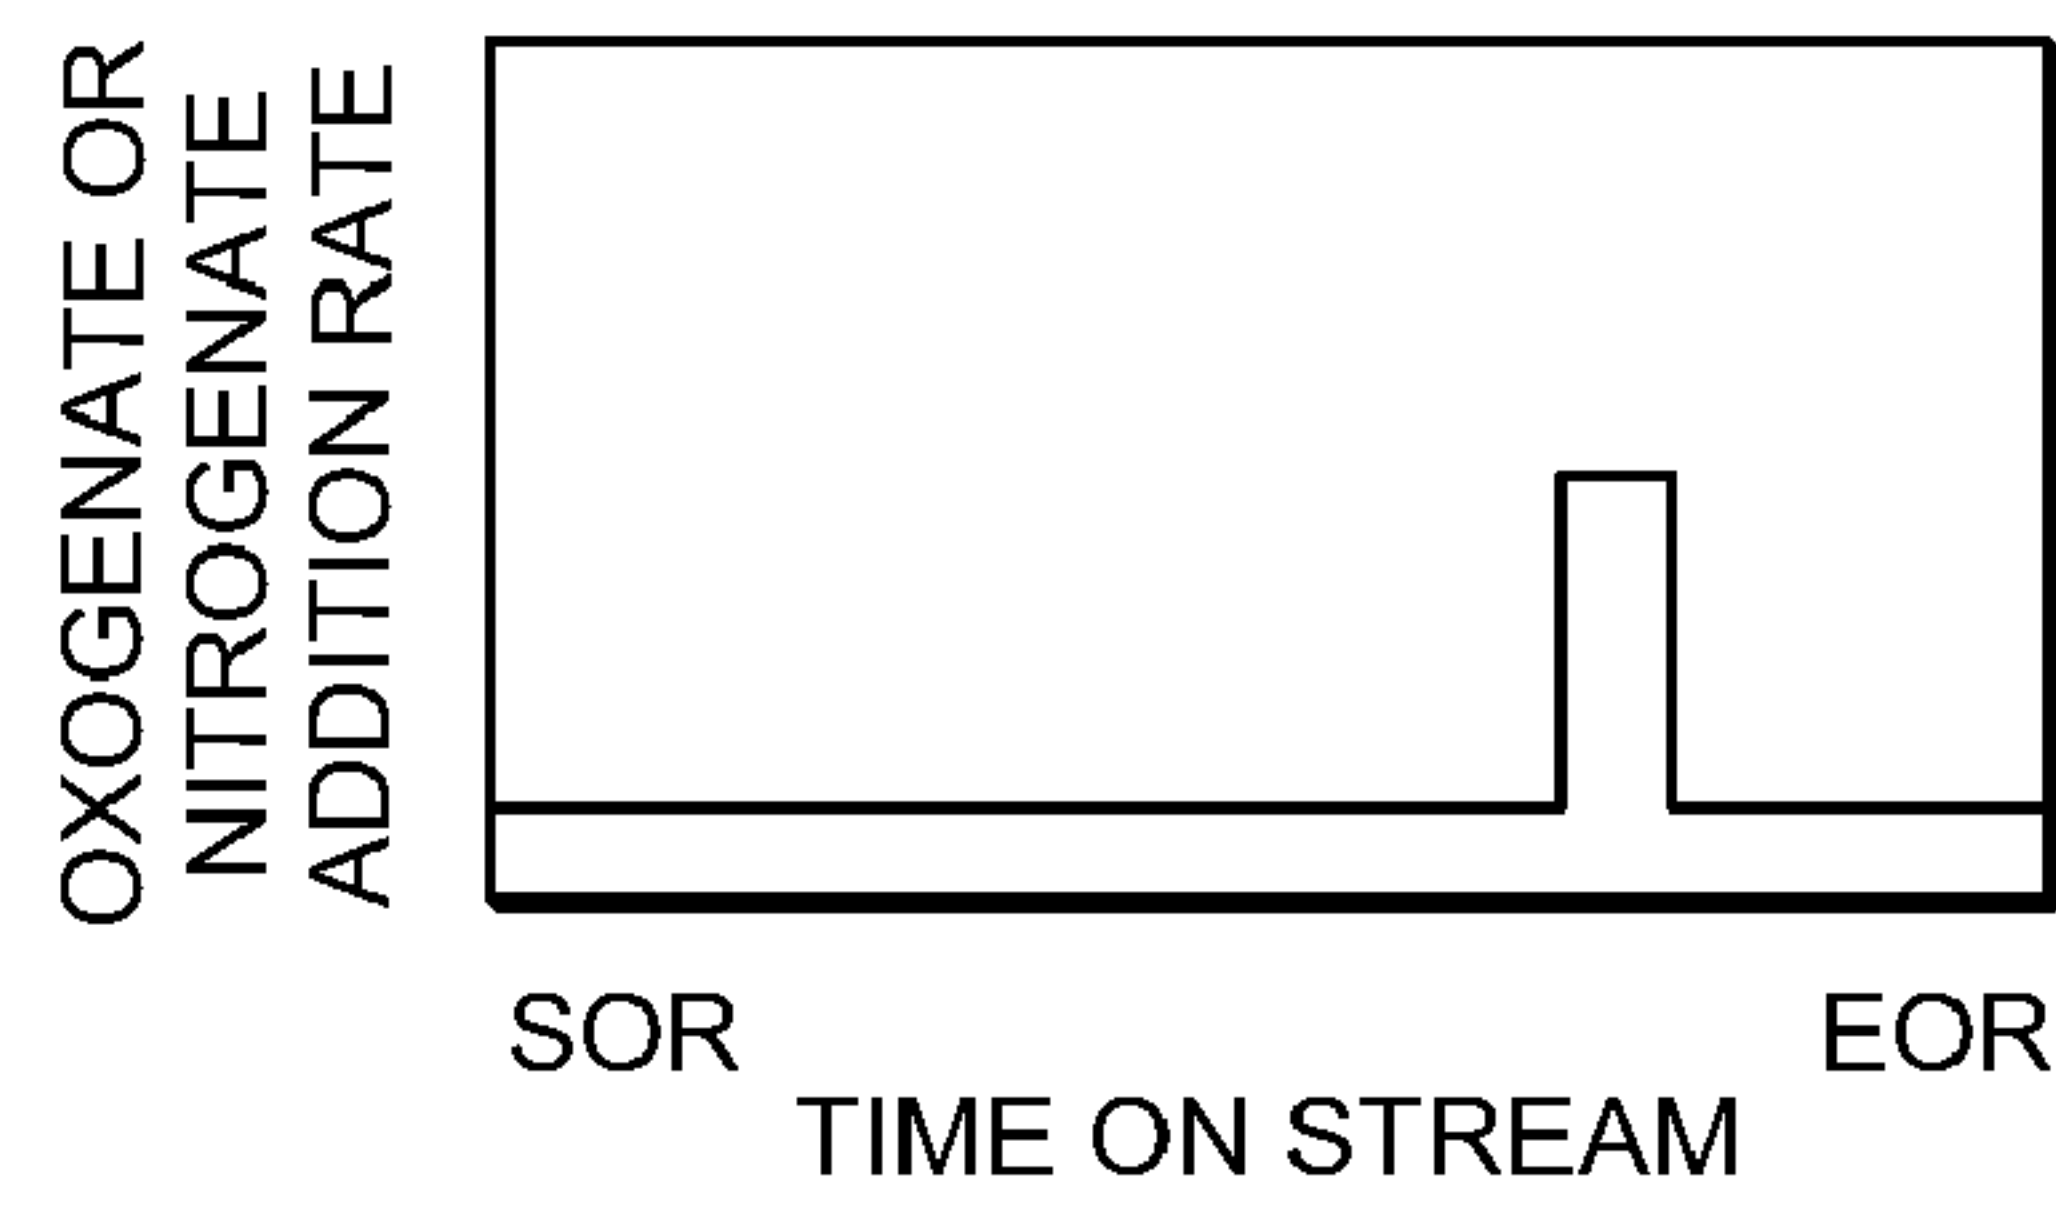 OXOGENATE OR
NITROGENATE
ADDITION RATE
SOR
EOR
TIME ON STREAM